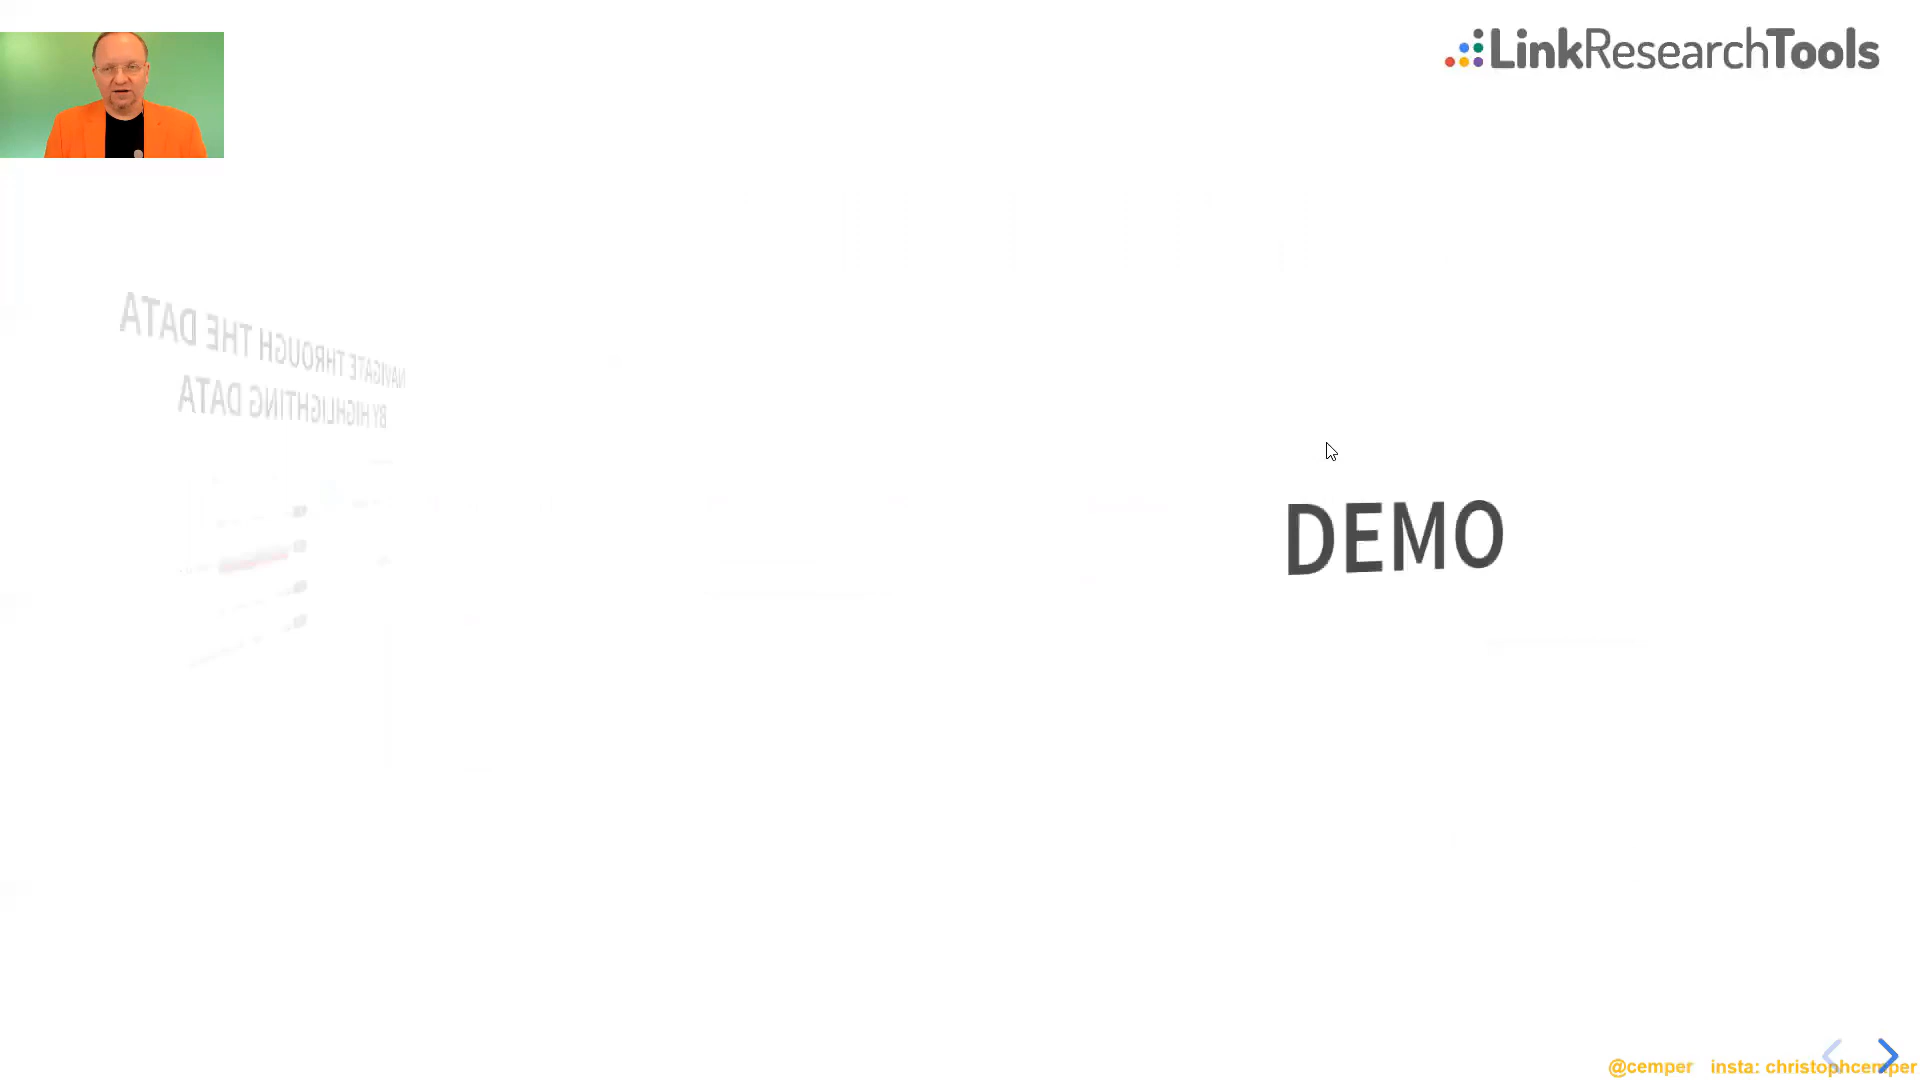 LinkResearchTools
NAVIGATE THROUGH THE DATA
BY HIGHLIGHTING DATA
DEMO
@cemper insta: christophcemper